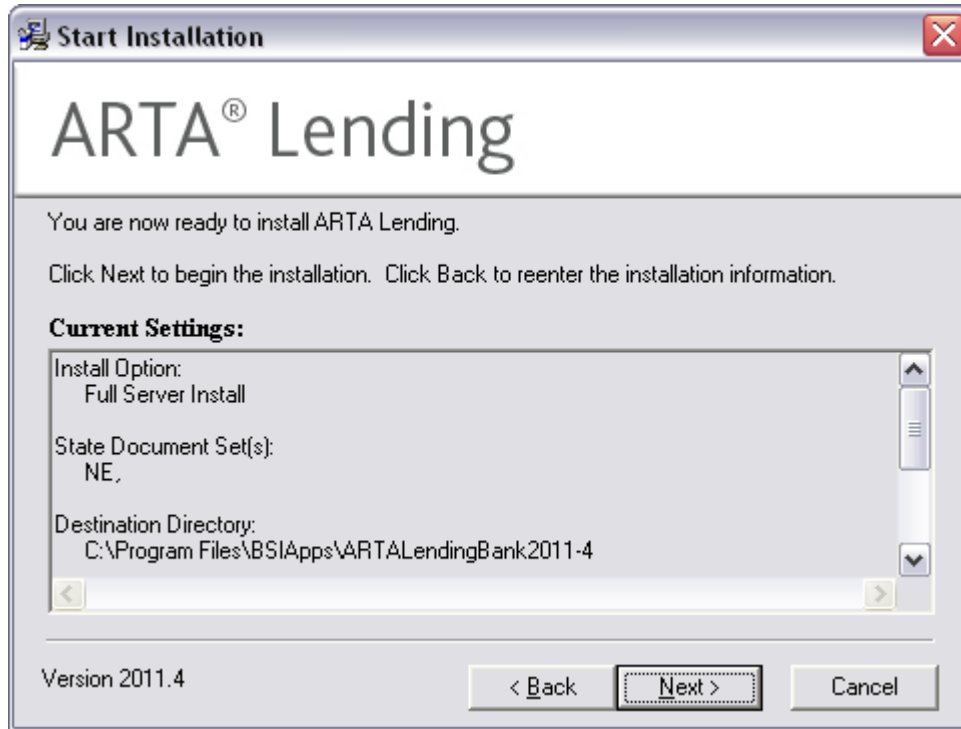 Start Installation
ARTA® Lending
You are now ready to install ARTA Lending.
Click Next to begin the installation.  Click Back to reenter the installation information.
Current Settings:
Install Option:
Full Server Install
State Document Set(s):
NE,
Destination Directory:
C:\Program Files\BSIApps\ARTALendingBank2011-4
Version 2011.4
< Back
Next >
Cancel